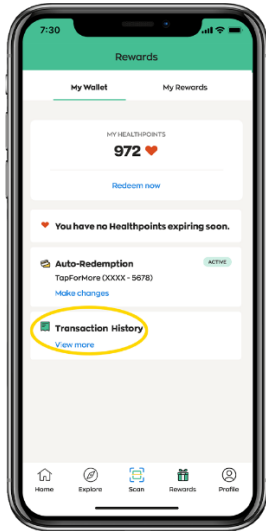 7:30
Rewards
My Wallet
My Rewards
MY HEALTHPOINTS
972
Redeem now
You have no Healthpoints expiring soon.
Auto-Redemption
ACTIVE
TapForMore (XXXX - 5678)
Make changes
Transaction History
View more
Home Explore Scan Rewards Profile